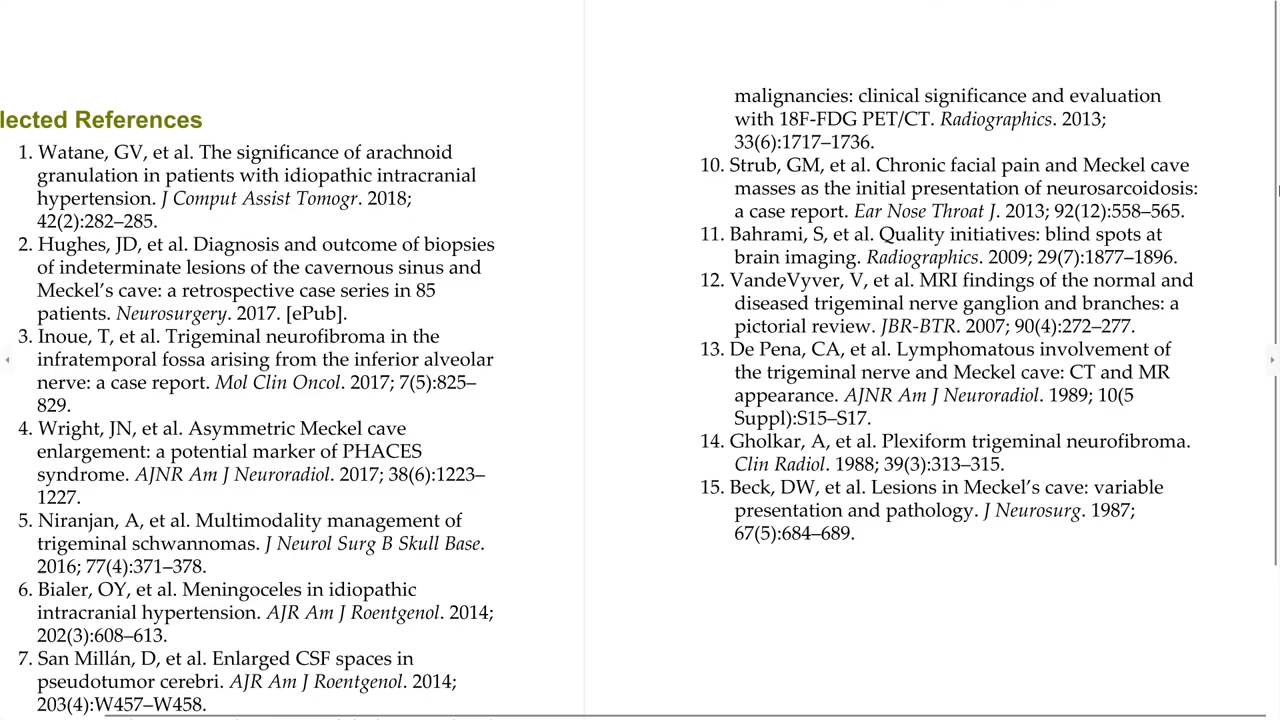 lected References
1. Watane, GV, et al. The significance of arachnoid
granulation in patients with idiopathic intracranial
hypertension. J Comput Assist Tomogr. 2018;
42(2):282–285.
2. Hughes, JD, et al. Diagnosis and outcome of biopsies
of indeterminate lesions of the cavernous sinus and
Meckel’s cave: a retrospective case series in 85
patients. Neurosurgery. 2017. [ePub].
3. Inoue, T, et al. Trigeminal neurofibroma in the
infratemporal fossa arising from the inferior alveolar
nerve: a case report. Mol Clin Oncol. 2017; 7(5):825–
829.
4. Wright, JN, et al. Asymmetric Meckel cave
enlargement: a potential marker of PHACES
syndrome. AJNR Am J Neuroradiol. 2017; 38(6):1223–
1227.
5. Niranjan, A, et al. Multimodality management of
trigeminal schwannomas. J Neurol Surg B Skull Base.
2016; 77(4):371–378.
6. Bialer, OY, et al. Meningoceles in idiopathic
intracranial hypertension. AJR Am J Roentgenol. 2014;
202(3):608–613.
7. San Millán, D, et al. Enlarged CSF spaces in
pseudotumor cerebri. AJR Am J Roentgenol. 2014;
203(4):W457–W458.
malignancies: clinical significance and evaluation
with 18F-FDG PET/CT. Radiographics. 2013;
33(6):1717–1736.
10. Strub, GM, et al. Chronic facial pain and Meckel cave
masses as the initial presentation of neurosarcoidosis:
a case report. Ear Nose Throat J. 2013; 92(12):558–565.
11. Bahrami, S, et al. Quality initiatives: blind spots at
brain imaging. Radiographics. 2009; 29(7):1877–1896.
12. VandeVyver, V, et al. MRI findings of the normal and
diseased trigeminal nerve ganglion and branches: a
pictorial review. JBR-BTR. 2007; 90(4):272–277.
13. De Pena, CA, et al. Lymphomatous involvement of
the trigeminal nerve and Meckel cave: CT and MR
appearance. AJNR Am J Neuroradiol. 1989; 10(5
Suppl):S15–S17.
14. Gholkar, A, et al. Plexiform trigeminal neurofibroma.
Clin Radiol. 1988; 39(3):313–315.
15. Beck, DW, et al. Lesions in Meckel’s cave: variable
presentation and pathology. J Neurosurg. 1987;
67(5):684–689.